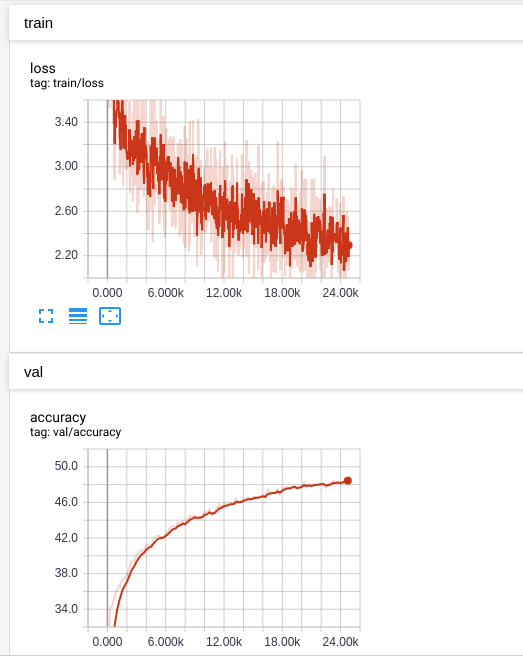 train
loss
tag: train/loss
3.40
3.00
2.60
2.20
0.000 6.000k 12.00k 18.00k 24.00k
val
accuracy
tag: val/accuracy
50.0
46.0
42.0
38.0
34.0
0.000 6.000k 12.00k 18.00k 24.00k